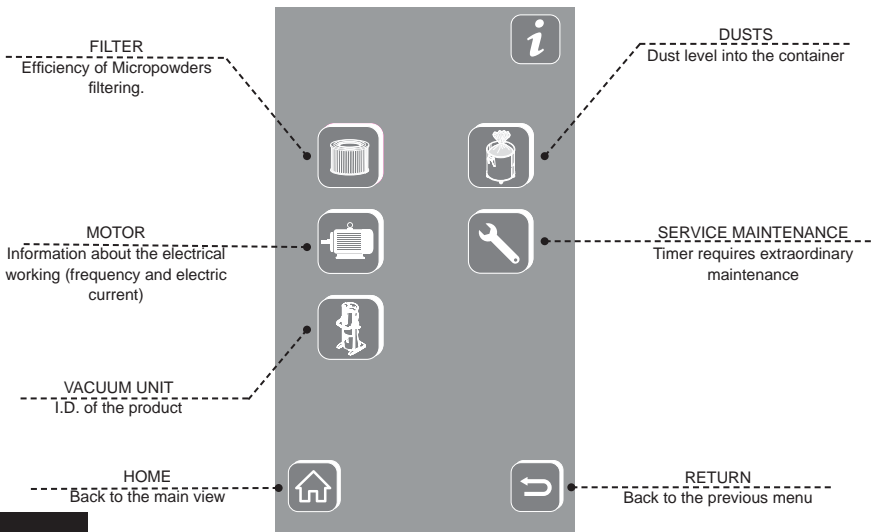 i
FILTER
Efficiency of Micropowders
filtering.
DUSTS
Dust level into the container
MOTOR
Information about the electrical
working (frequency and electric
current)
SERVICE MAINTENANCE
Timer requires extraordinary
maintenance
VACUUM UNIT
I.D. of the product
HOME
Back to the main view
RETURN
Back to the previous menu